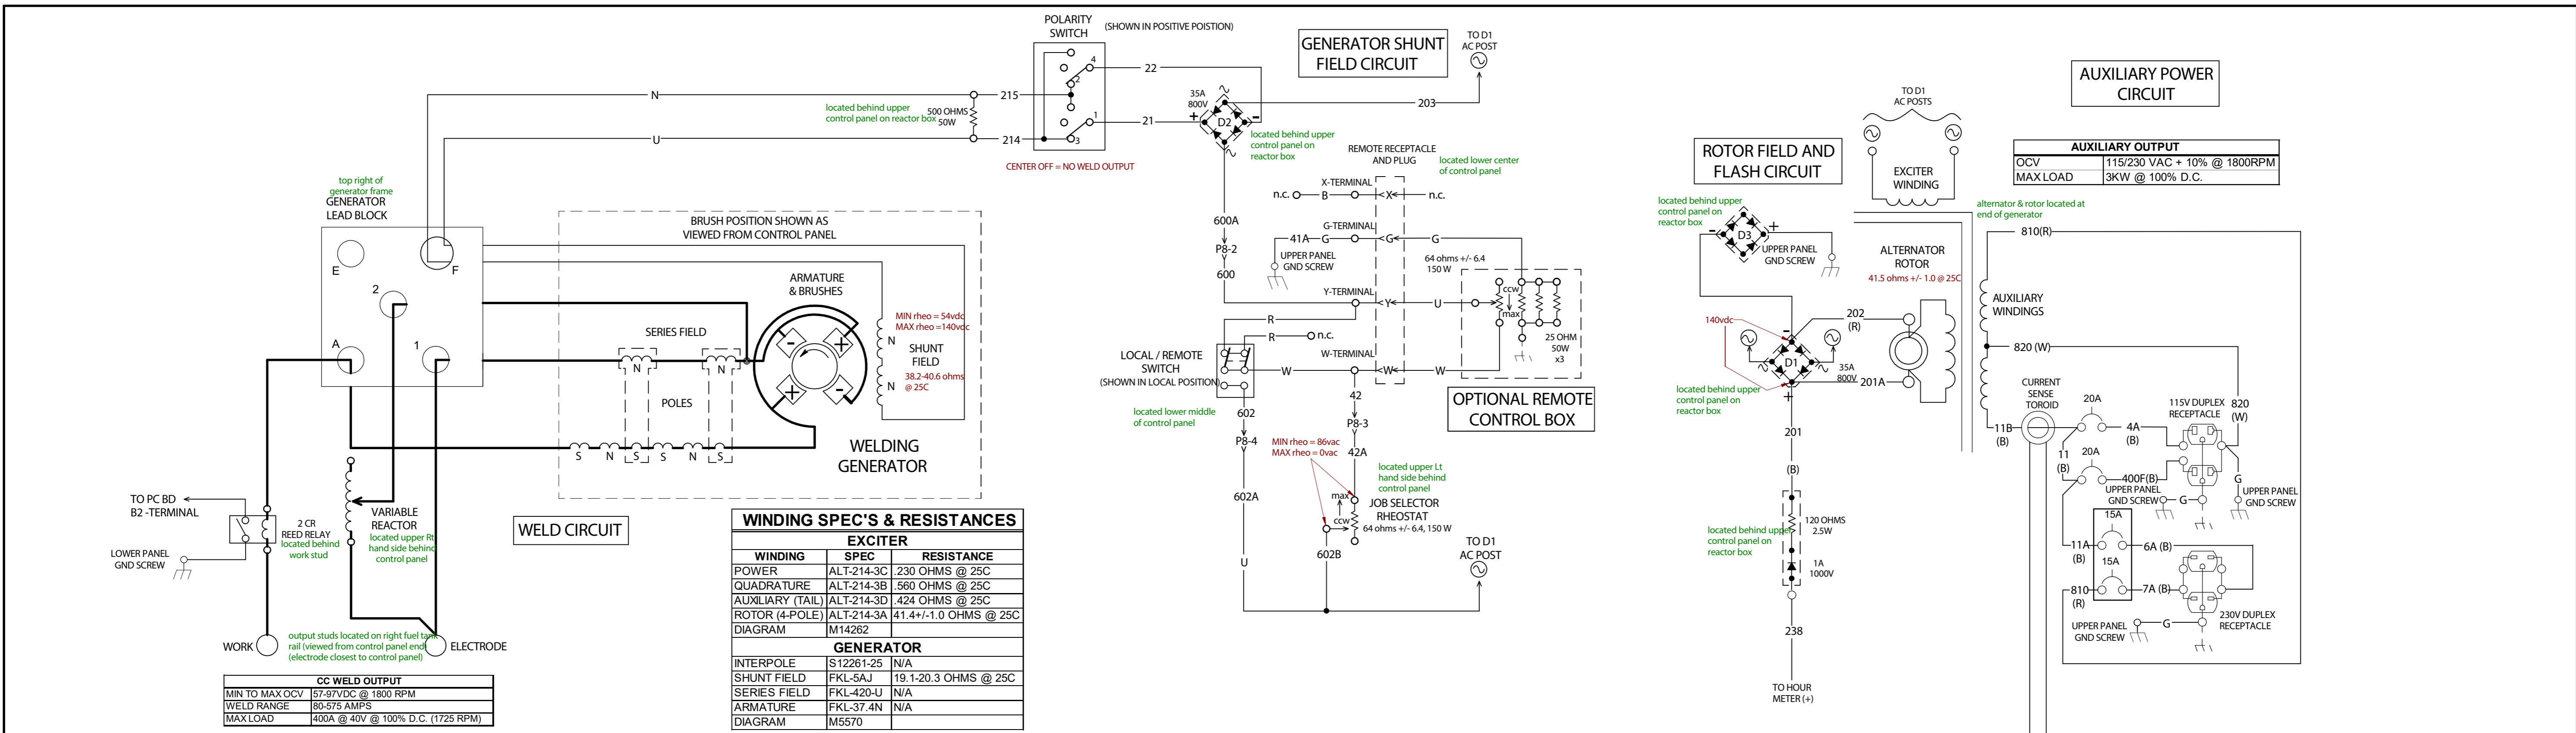 POLARITY
SWITCH
(SHOWN IN POSITIVE POISTION)
4
2
1
3
22
21
N
U
215
214
500 OHMS
50W
located behind upper
control panel on reactor box
CENTER OFF = NO WELD OUTPUT
GENERATOR SHUNT
FIELD CIRCUIT
TO D1
AC POST
203
35A
800V
D2
+
-
located behind upper
control panel on
reactor box
top right of
generator frame
GENERATOR
LEAD BLOCK
E
F
2
A
1
BRUSH POSITION SHOWN AS
VIEWED FROM CONTROL PANEL
ARMATURE
& BRUSHES
-
+
+
-
SERIES FIELD
N
N
POLES
S
N
S
S
N
S
MIN rheo = 54vdc
MAX rheo =140vdc
N
SHUNT
FIELD
38.2-40.6 ohms
@ 25C
N
WELDING
GENERATOR
TO PC BD
B2 -TERMINAL
2 CR
REED RELAY
located behind
work stud
LOWER PANEL
GND SCREW
VARIABLE
REACTOR
located upper Rt
hand side behind
control panel
WELD CIRCUIT
WORK
output studs located on right fuel tank
rail (viewed from control panel end)
(electrode closest to control panel)
ELECTRODE
CC WELD OUTPUT
MIN TO MAX OCV 57-97VDC @ 1800 RPM
WELD RANGE 80-575 AMPS
MAX LOAD 400A @ 40V @ 100% D.C. (1725 RPM)
WINDING SPEC'S & RESISTANCES
EXCITER
WINDING SPEC RESISTANCE
POWER ALT-214-3C .230 OHMS @ 25C
QUADRATURE ALT-214-3B .560 OHMS @ 25C
AUXILIARY (TAIL) ALT-214-3D .424 OHMS @ 25C
ROTOR (4-POLE) ALT-214-3A 41.4+/-1.0 OHMS @ 25C
DIAGRAM M14262
GENERATOR
INTERPOLE S12261-25 N/A
SHUNT FIELD FKL-5AJ 19.1-20.3 OHMS @ 25C
SERIES FIELD FKL-420-U N/A
ARMATURE FKL-37.4N N/A
DIAGRAM M5570
REMOTE RECEPTACLE
AND PLUG
located lower center
of control panel
X-TERMINAL
n.c.
B
X
n.c.
G-TERMINAL
41A
G
G
G
UPPER PANEL
GND SCREW
600A
P8-2
600
Y-TERMINAL
Y
U
64 ohms +/- 6.4
150 W
ccw
max
25 OHM
50W
x3
R
R
n.c.
W-TERMINAL
W
W
W
LOCAL / REMOTE
SWITCH
(SHOWN IN LOCAL POSITION)
located lower middle
of control panel
OPTIONAL REMOTE
CONTROL BOX
602
P8-4
602A
U
42
P8-3
42A
MIN rheo = 86vac
MAX rheo = 0vac
located upper Lt
hand side behind
control panel
max
ccw
JOB SELECTOR
RHEOSTAT
64 ohms +/- 6.4, 150 W
602B
TO D1
AC POST
ROTOR FIELD AND
FLASH CIRCUIT
located behind upper
control panel on
reactor box
-
D3
+
UPPER PANEL
GND SCREW
TO D1
AC POSTS
EXCITER
WINDING
ALTERNATOR
ROTOR
41.5 ohms +/- 1.0 @ 25C
140vdc
-
D1
+
35A
800V
202
(R)
201A
located behind upper
control panel on
reactor box
201
(B)
120 OHMS
2.5W
located behind upper
control panel on
reactor box
1A
1000V
238
TO HOUR
METER (+)
AUXILIARY POWER
CIRCUIT
AUXILIARY OUTPUT
OCV 115/230 VAC + 10% @ 1800RPM
MAX LOAD 3KW @ 100% D.C.
alternator & rotor located at
end of generator
810(R)
AUXILIARY
WINDINGS
820 (W)
CURRENT
SENSE
TOROID
11B
(B)
20A
4A
(B)
115V DUPLEX
RECEPTACLE
820
(W)
11
(B)
20A
400F(B)
UPPER PANEL
GND SCREW
G
G
UPPER PANEL
GND SCREW
15A
11A
(B)
6A (B)
15A
810
(R)
7A (B)
230V DUPLEX
RECEPTACLE
UPPER PANEL
GND SCREW
G